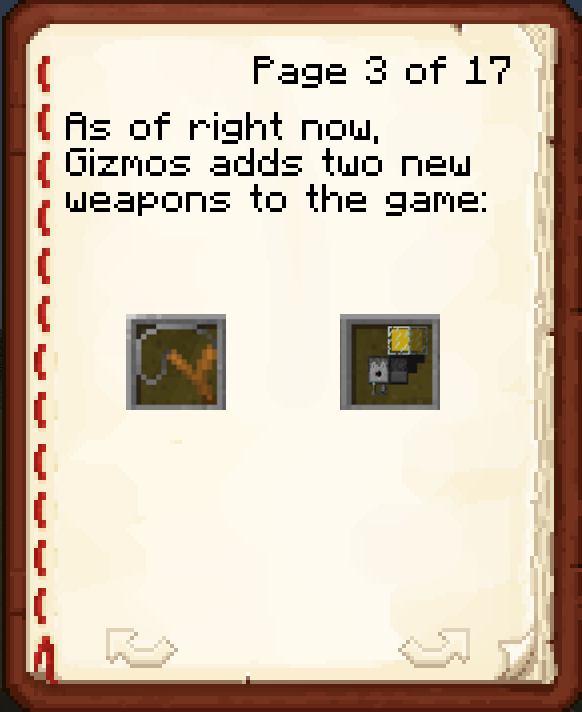 Page 3 of 17
As of right now,
Gizmos adds two new
weapons to the game: